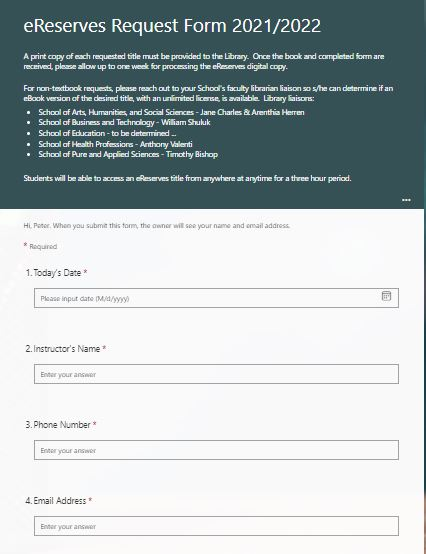 eReserves Request Form 2021/2022
A print copy of each requested title must be provided to the Library.  Once the book and completed form are
received, please allow up to one week for processing the eReserves digital copy.
For non-textbook requests, please reach out to your School's faculty librarian liaison so s/he can determine if an
eBook version of the desired title, with an unlimited license, is available.  Library liaisons:
• School of Arts, Humanities, and Social Sciences - Jane Charles & Arenthia Herren
• School of Business and Technology - William Shuluk
• School of Education - to be determined ...
• School of Health Professions - Anthony Valenti
• School of Pure and Applied Sciences - Timothy Bishop
Students will be able to access an eReserves title from anywhere at anytime for a three hour period.
...
Hi, Peter. When you submit this form, the owner will see your name and email address.
* Required
1. Today's Date *
Please input date (M/d/yyyy)
2. Instructor's Name *
Enter your answer
3. Phone Number *
Enter your answer
4. Email Address *
Enter your answer